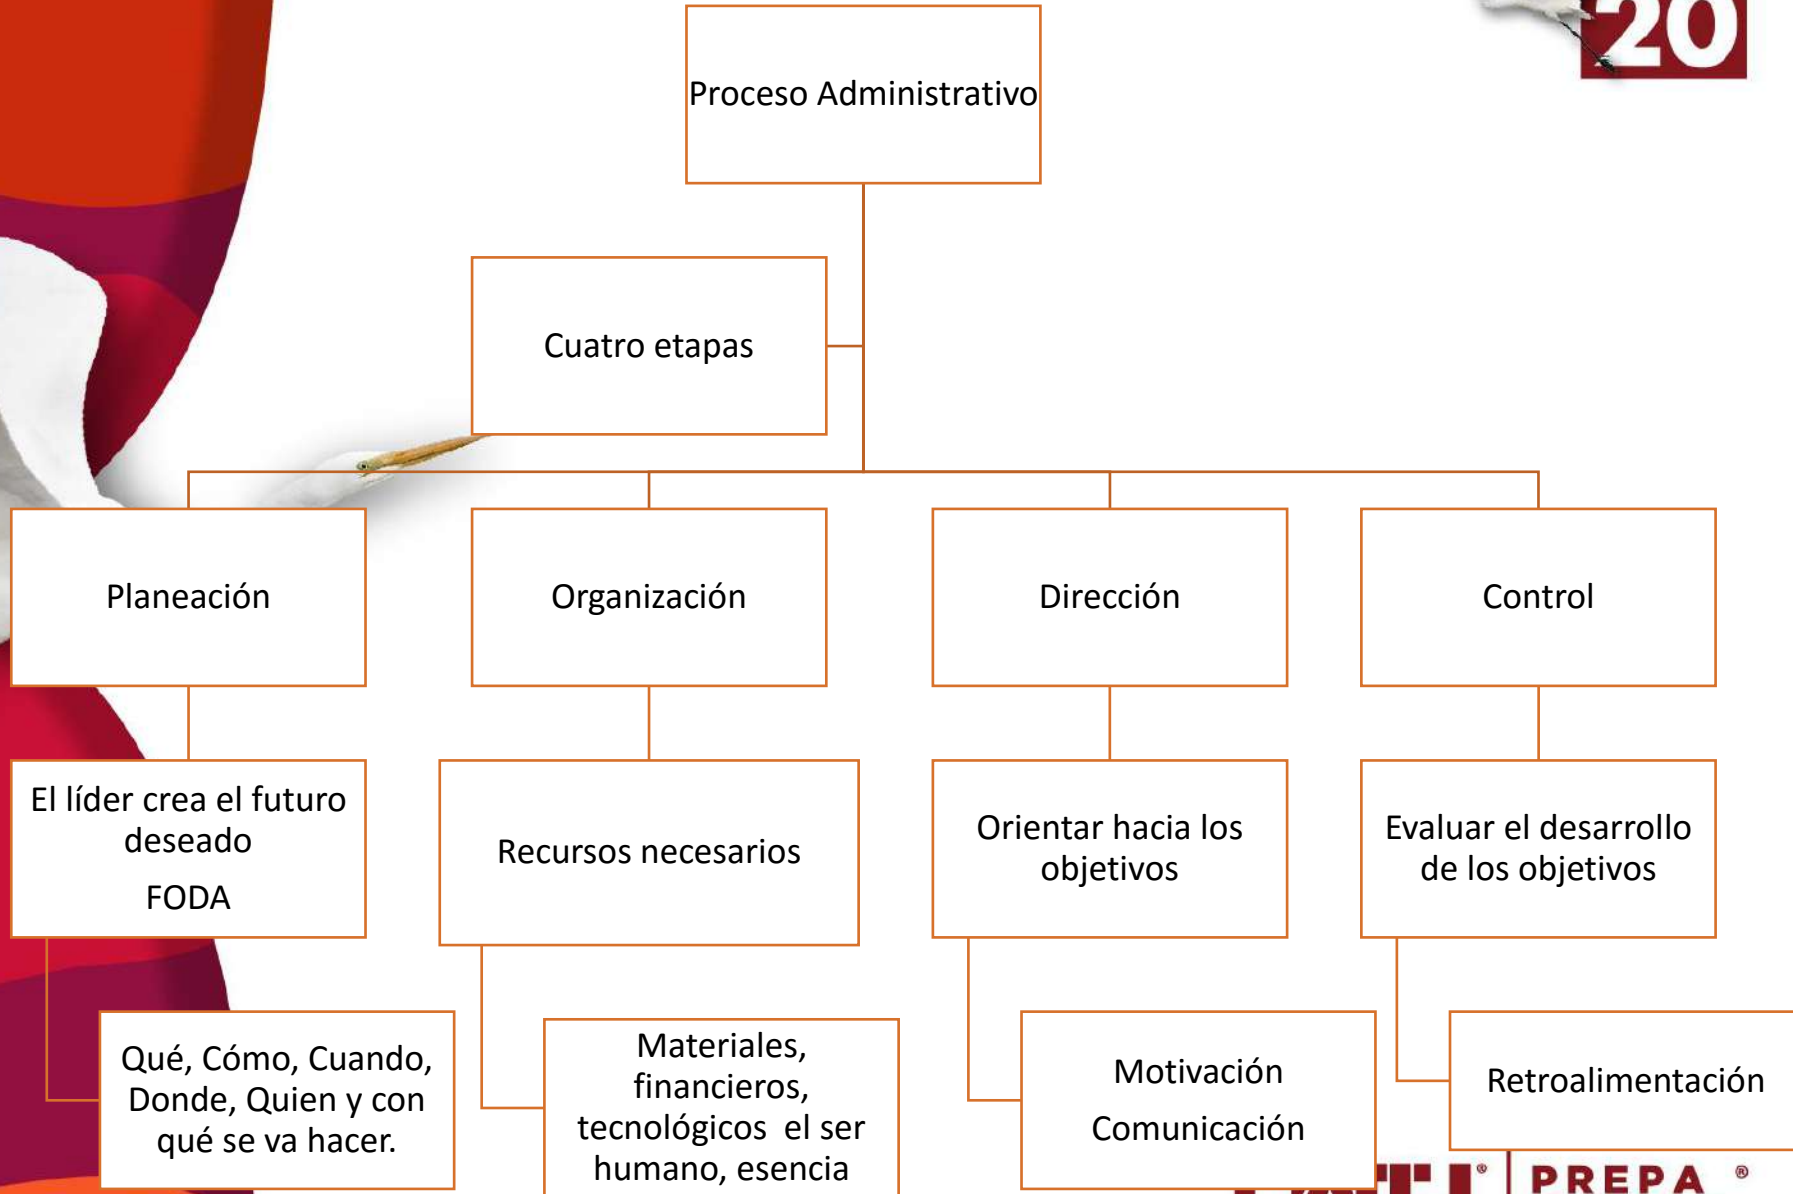 20
Proceso Administrativo
Cuatro etapas
Planeación
Organización
Dirección
Control
El líder crea el futuro
deseado
FODA
Recursos necesarios
Orientar hacia los
objetivos
Evaluar el desarrollo
de los objetivos
Qué, Cómo, Cuando,
Donde, Quien y con
qué se va hacer.
Materiales,
financieros,
tecnológicos el ser
humano, esencia
Motivación
Comunicación
Retroalimentación
PREPA ®